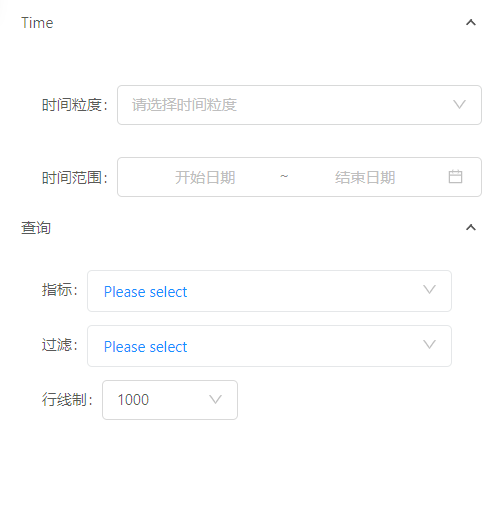 Time
时间粒度： 请选择时间粒度
时间范围： 开始日期 ~ 结束日期
查询
指标： Please select
过滤： Please select
行线制： 1000